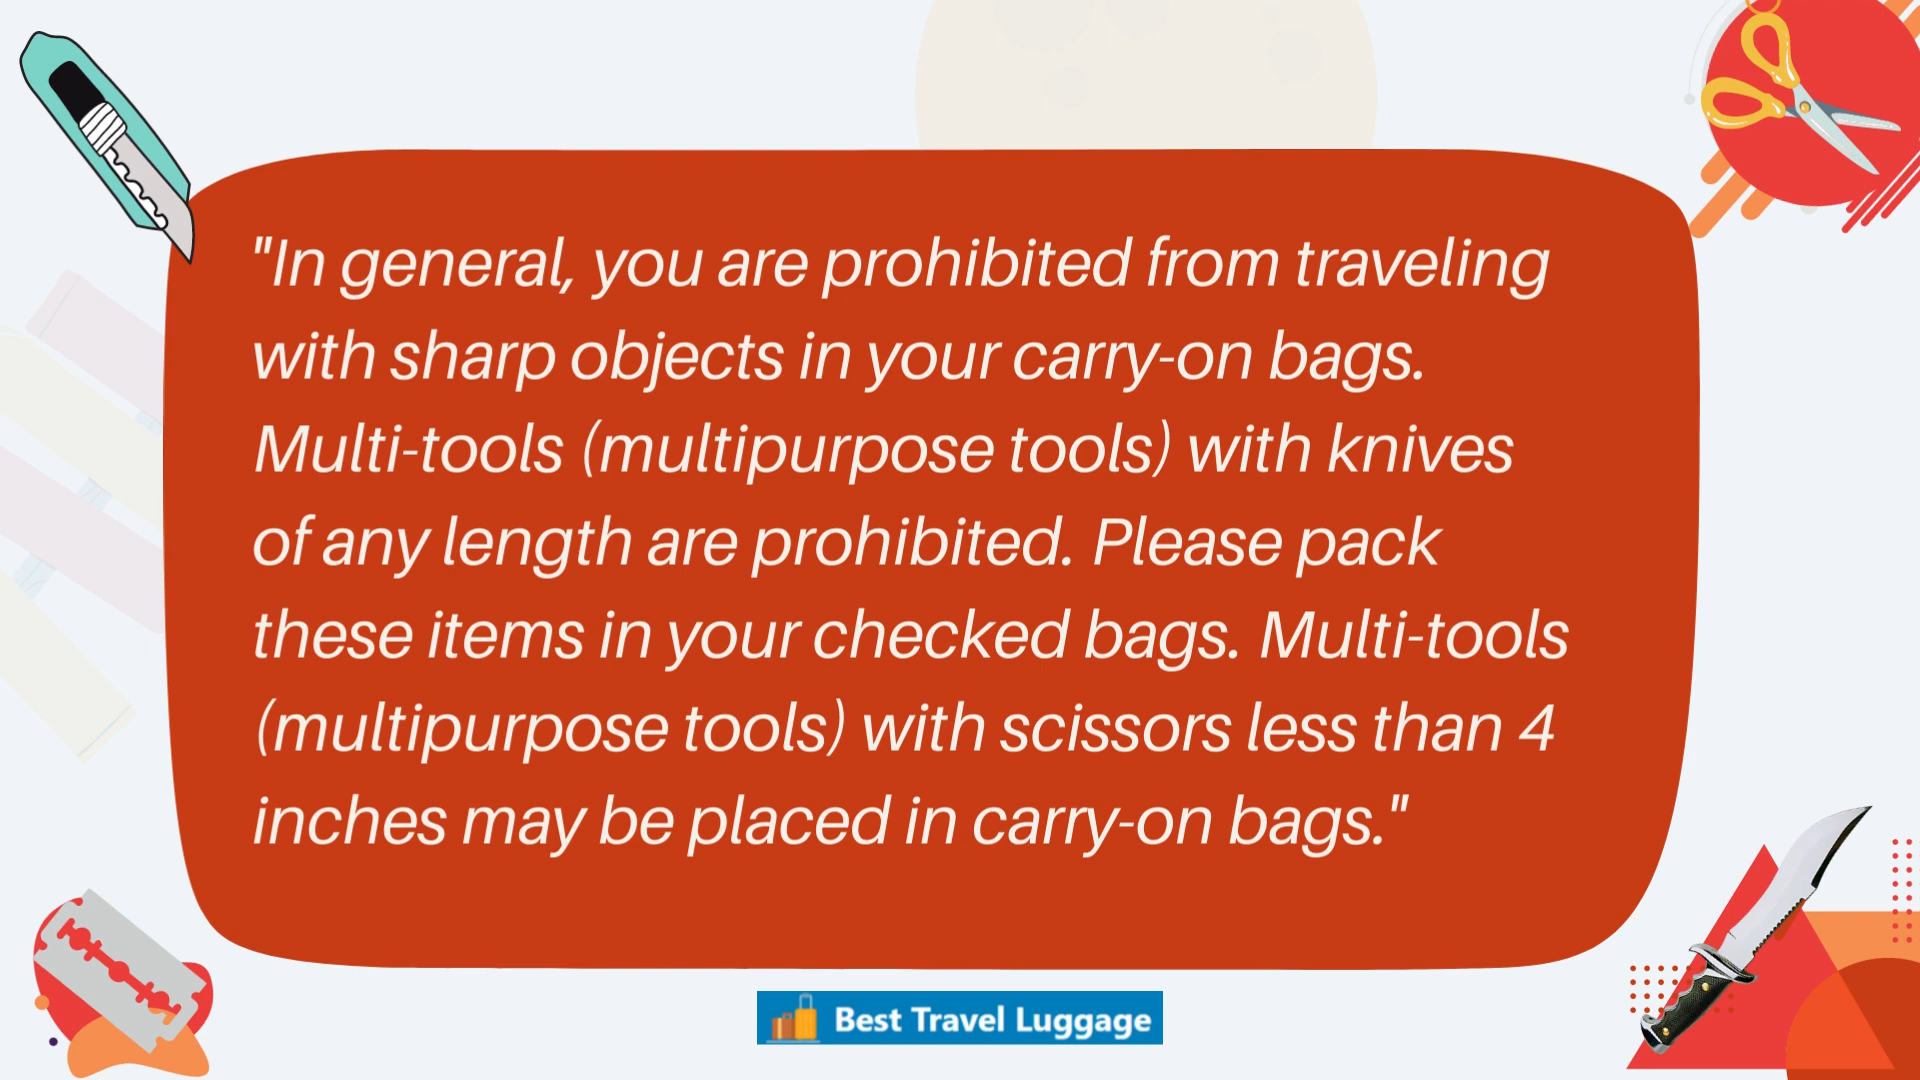 "In general, you are prohibited from traveling
with sharp objects in your carry-on bags.
Multi-tools (multipurpose tools) with knives
of any length are prohibited. Please pack
these items in your checked bags. Multi-tools
(multipurpose tools) with scissors less than 4
inches may be placed in carry-on bags."
Best Travel Luggage